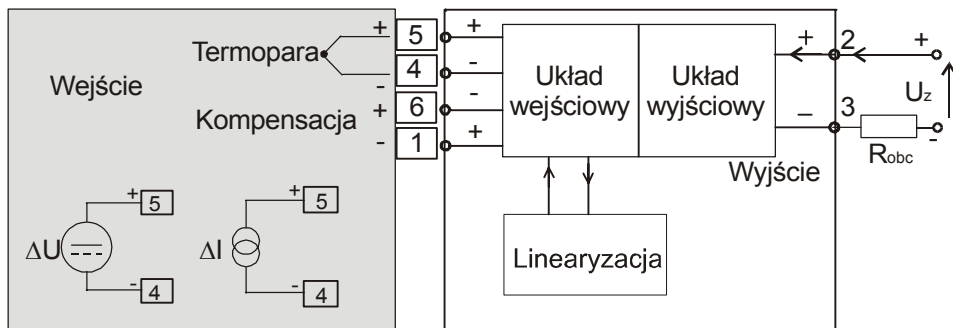 Wejście
Termopara
+ 5 +
- 4 -
Kompensacja
+ 6 -
- 1 +
Układ
wejściowy
Układ
wyjściowy
+ 2 +
Uz
– 3 -
Robc
Wyjście
Linearyzacja
ΔU
+ 5
- 4
ΔI
+ 5
- 4